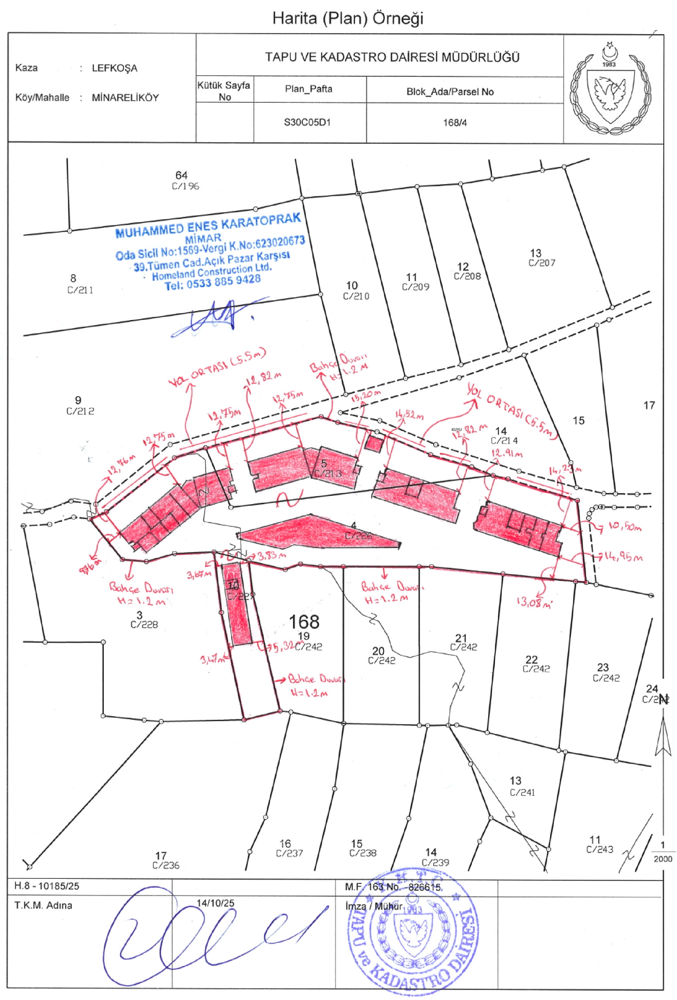 Harita (Plan) Örneği
Kaza : LEFKOŞA
Köy/Mahalle : MİNARELİKÖY
TAPU VE KADASTRO DAİRESİ MÜDÜRLÜĞÜ
Kütük Sayfa No
Plan_Pafta
Blok_Ada/Parsel No
S30C05D1
168/4
1983
64
C/196
MUHAMMED ENES KARATOPRAK
MİMAR
Oda Sicil No:1569-Vergi K.No:623020673
39.Tümen Cad.Açık Pazar Karşısı
Homeland Construction Ltd.
Tel: 0533 885 9428
8
C/211
10
C/210
11
C/209
12
C/208
13
C/207
9
C/212
YOL ORTASI (5.5m)
12,82 m
Bahçe Duvarı
H=1.2 M
12,75m
15,20m
12,75m
14,52m
YOL ORTASI (5.5m)
12,75m
12,76m
KUYU
12,82 m
14
C/214
12.91m
14,23m
15
17
5
C/213
4
C/226
10,50m
14,95m
13,08m
9,76m
3,67m
3.83m
Bahçe Duvarı
H=1.2 m
Bahçe Duvarı
H=1.2 M
3
C/228
10
C/227
168
19
C/242
5,32m
3,47m
Bahçe Duvarı
H=1.2M
20
C/242
21
C/242
22
C/242
23
C/242
24
C/242
N
13
C/241
17
C/236
16
C/237
15
C/238
14
C/239
11
C/243
1
2000
H.8 - 10185/25
M.F. 163 No. -826615
T.K.M. Adına
14/10/25
İmza / Mühür
K.K.T.C.
1983
TAPU ve KADASTRO DAİRESİ